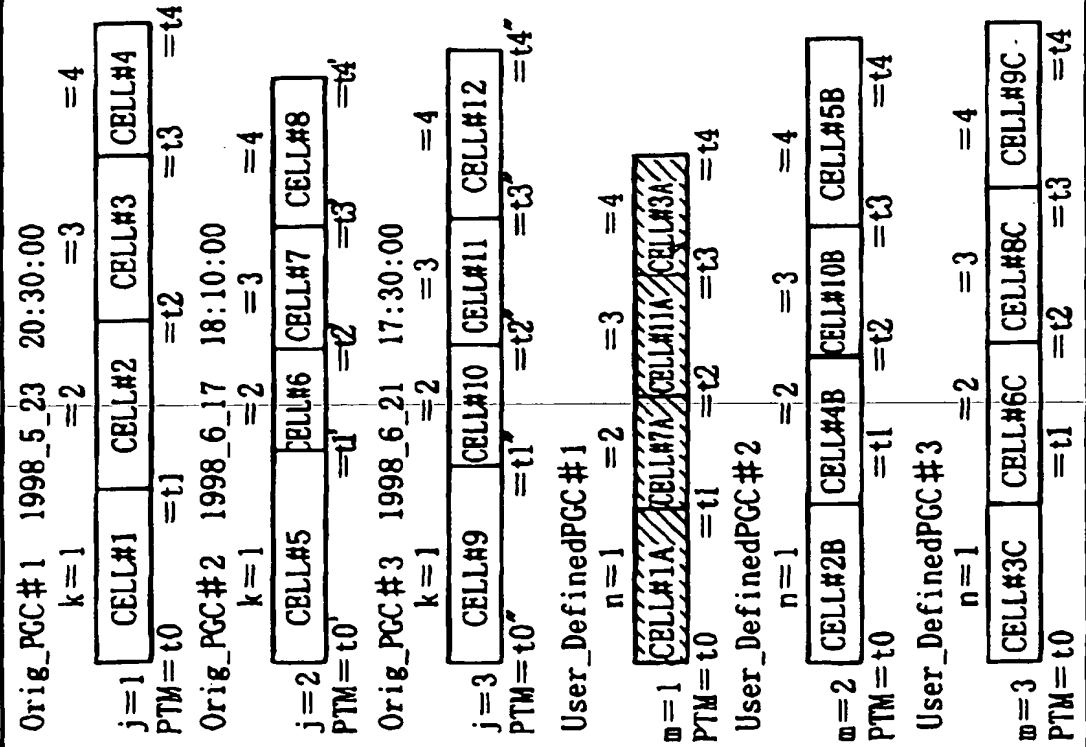 Orig_PGC#1 1998_5_23 20:30:00
k=1 =2 =3 =4
j=1 CELL#1 CELL#2 CELL#3 CELL#4
PTM=t0 =t1 =t2 =t3 =t4
Orig_PGC#2 1998_6_17 18:10:00
k=1 =2 =3 =4
j=2 CELL#5 CELL#6 CELL#7 CELL#8
PTM=t0' =t1' =t2' =t3' =t4'
Orig_PGC#3 1998_6_21 17:30:00
k=1 =2 =3 =4
j=3 CELL#9 CELL#10 CELL#11 CELL#12
PTM=t0" =t1" =t2" =t3" =t4"
User_DefinedPGC#1
n=1 =2 =3 =4
m=1 CELL#1A CELL#7A CELL#11A CELL#3A
PTM=t0 =t1 =t2 =t3 =t4
User_DefinedPGC#2
n=1 =2 =3 =4
m=2 CELL#2B CELL#4B CELL#10B CELL#5B
PTM=t0 =t1 =t2 =t3 =t4
User_DefinedPGC#3
n=1 =2 =3 =4
m=3 CELL#3C CELL#6C CELL#8C CELL#9C
PTM=t0 =t1 =t2 =t3 =t4